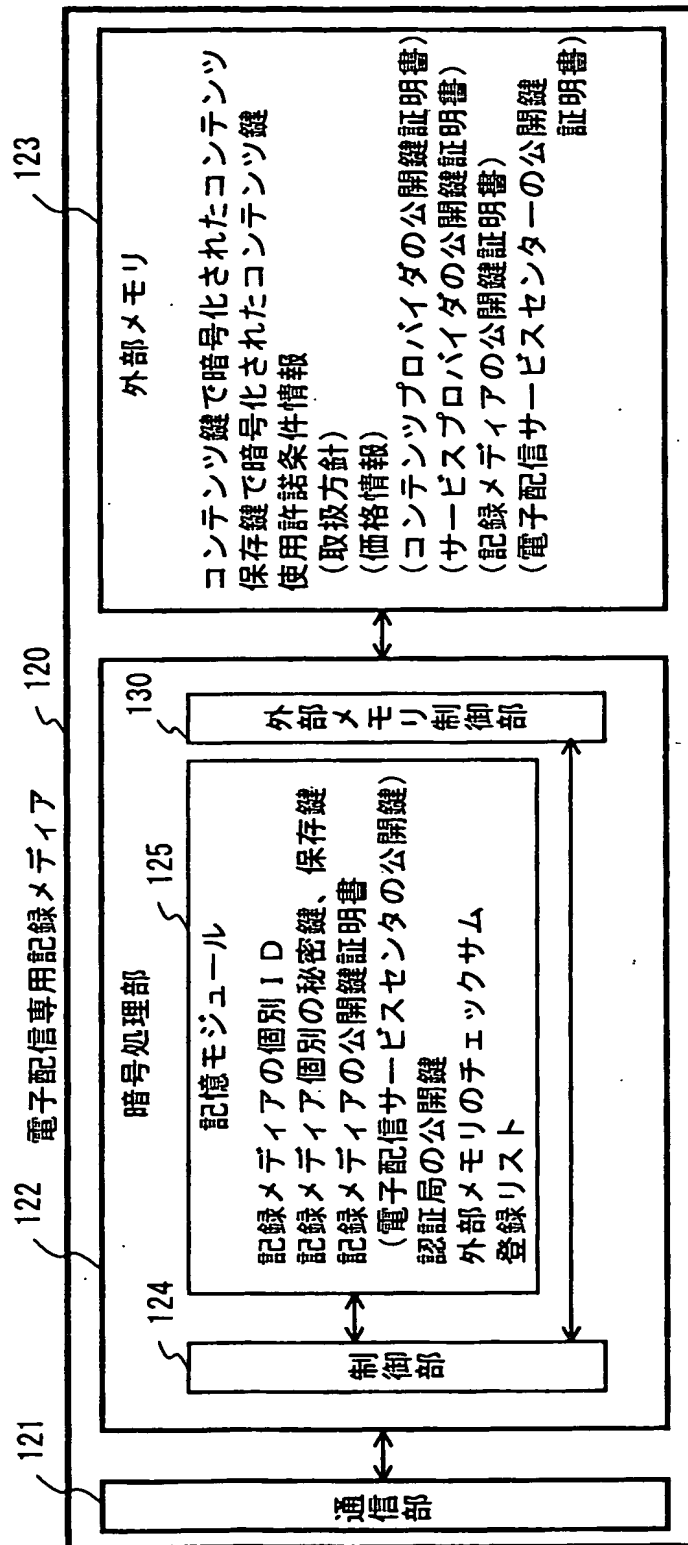 電子配信専用記録メディア
120
121
通信部
122
暗号処理部
124
制御部
125
記憶モジュール
記録メディアの個別ID
記録メディア個別の秘密鍵、保存鍵
記録メディアの公開鍵証明書
(電子配信サービスセンタの公開鍵)
認証局の公開鍵
外部メモリのチェックサム
登録リスト
130
外部メモリ制御部
123
外部メモリ
コンテンツ鍵で暗号化されたコンテンツ
保存鍵で暗号化されたコンテンツ鍵
使用許諾条件情報
(取扱方針)
(価格情報)
(コンテンツプロバイダの公開鍵証明書)
(サービスプロバイダの公開鍵証明書)
(記録メディアの公開鍵証明書)
(電子配信サービスセンターの公開鍵
証明書)